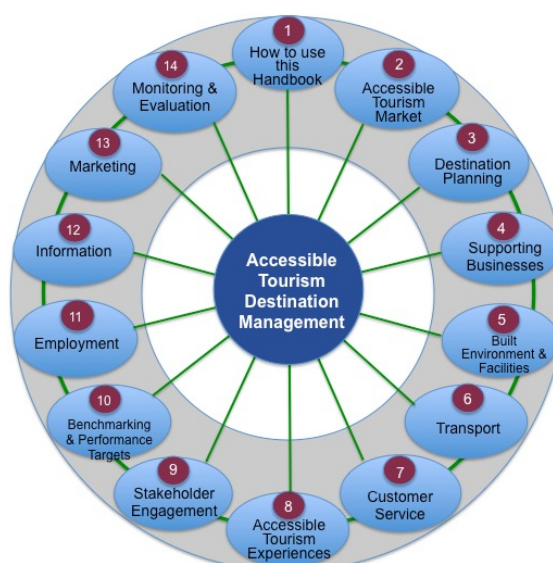 1
How to use
this
Handbook
2
Accessible
Tourism
Market
3
Destination
Planning
4
Supporting
Businesses
5
Built
Environment &
Facilities
6
Transport
7
Customer
Service
8
Accessible
Tourism
Experiences
9
Stakeholder
Engagement
10
Benchmarking
& Performance
Targets
11
Employment
12
Information
13
Marketing
14
Monitoring &
Evaluation
Accessible
Tourism
Destination
Management